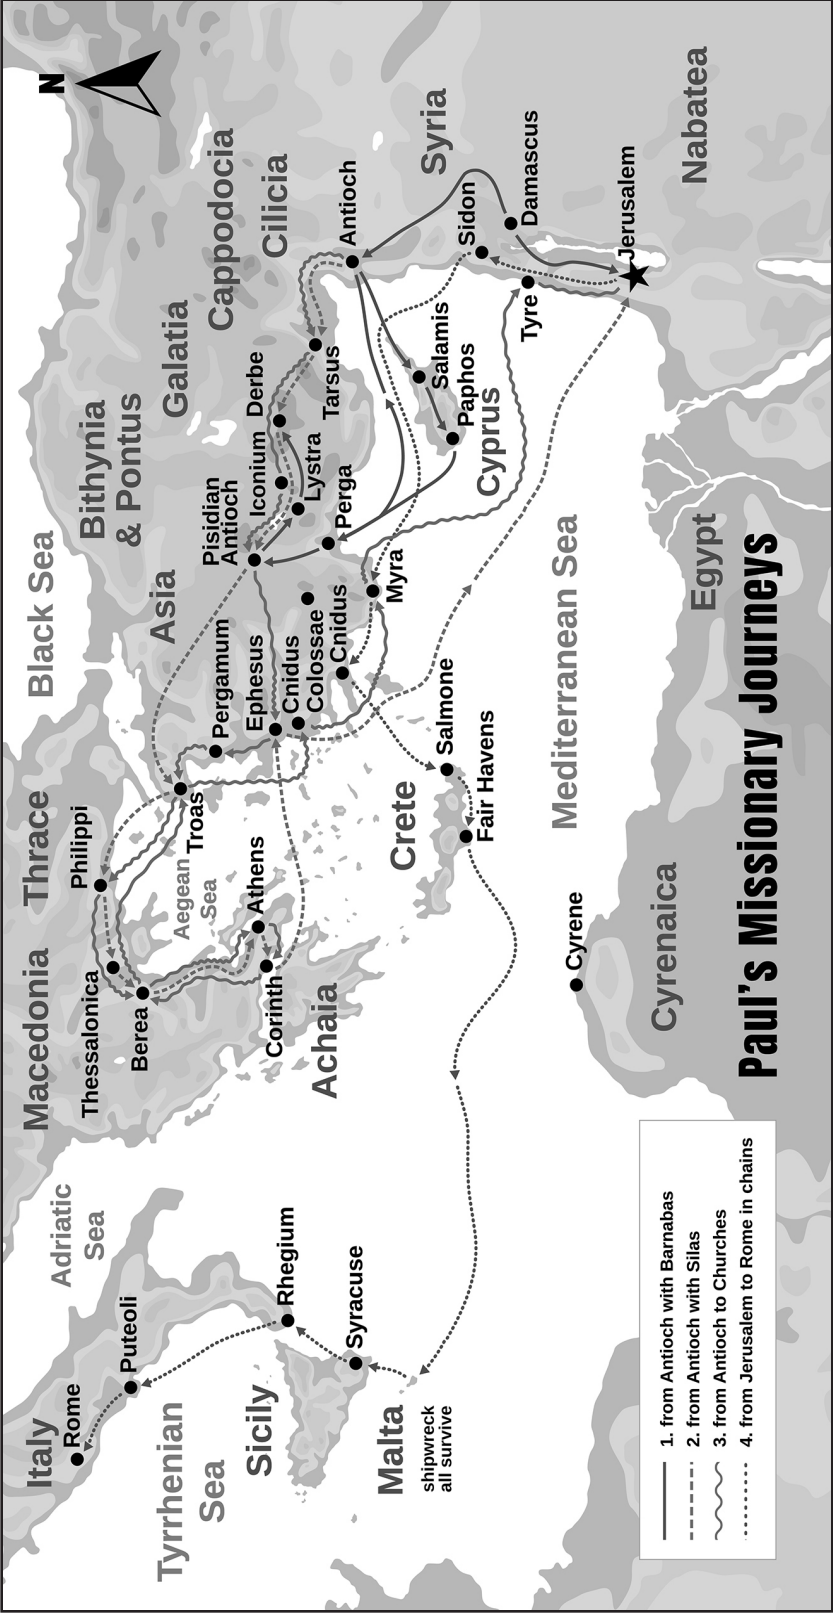 N
Black Sea
Bithynia
& Pontus
Galatia
Cappodocia
Cilicia
Syria
Nabatea
Asia
Thrace
Macedonia
Adriatic
Sea
Italy
Rome
Puteoli
Tyrrhenian
Sea
Sicily
Rhegium
Syracuse
Malta
shipwreck
all survive
Philippi
Thessalonica
Berea
Troas
Aegean
Sea
Athens
Corinth
Achaia
Pergamum
Ephesus
Cnidus
Colossae
Cnidus
Pisidian
Antioch
Iconium
Derbe
Lystra
Perga
Tarsus
Antioch
Myra
Salamis
Paphos
Cyprus
Sidon
Damascus
Tyre
Jerusalem
Crete
Salmone
Fair Havens
Mediterranean Sea
Cyrene
Cyrenaica
Egypt
Paul's Missionary Journeys
1. from Antioch with Barnabas
2. from Antioch with Silas
3. from Antioch to Churches
4. from Jerusalem to Rome in chains